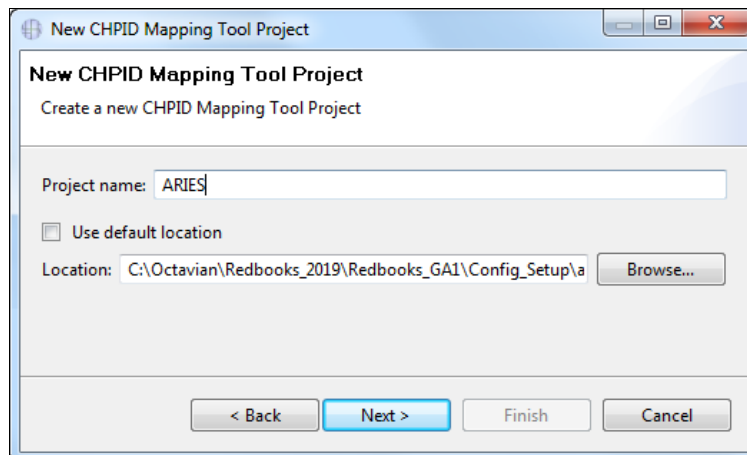 New CHPID Mapping Tool Project
New CHPID Mapping Tool Project
Create a new CHPID Mapping Tool Project
Project name: ARIES
Use default location
Location: C:\Octavian\Redbooks_2019\Redbooks_GA1\Config_Setup\a Browse...
< Back Next > Finish Cancel